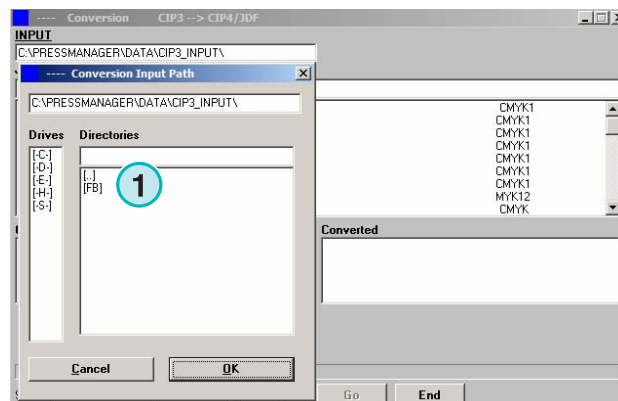 ---- Conversion CIP3 --> CIP4/JDF
INPUT
C:\PRESSMANAGER\DATA\CIP3_INPUT\
---- Conversion Input Path
C:\PRESSMANAGER\DATA\CIP3_INPUT\
Drives Directories
[-C-]
[-D-]
[-E-]
[-H-]
[-S-]
[..]
[FB]
1
CMYK1
CMYK1
CMYK1
CMYK1
CMYK1
CMYK1
CMYK1
MYK12
CMYK
Converted
Cancel OK
Go End